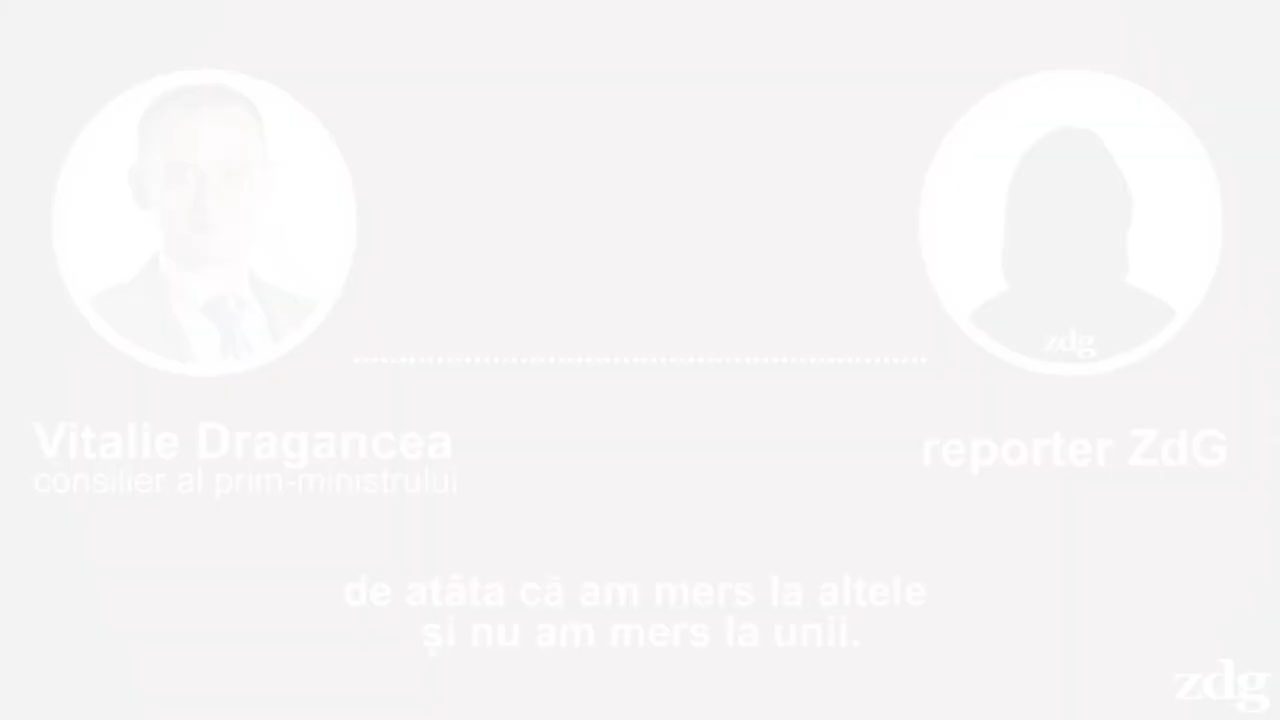 zdg
Vitalie Dragancea
consilier al prim-ministrului
reporter ZdG
de atâta că am mers la altele
și nu am mers la unii.
zdg